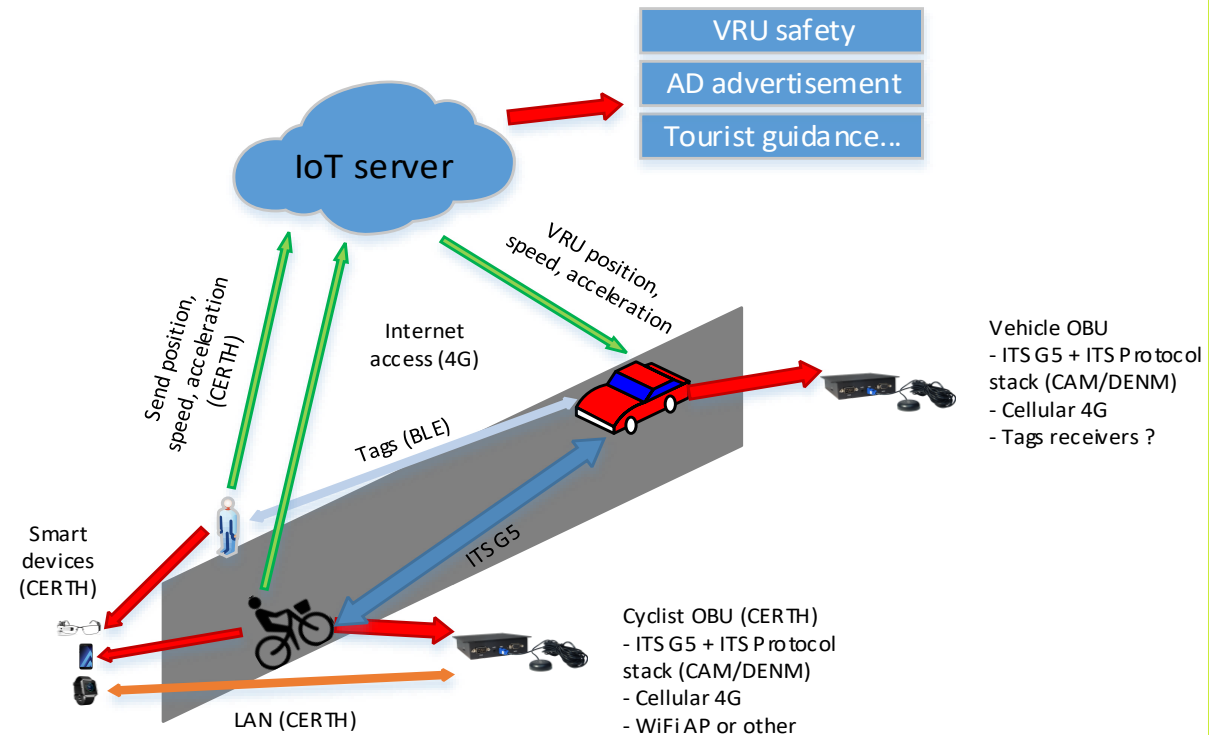 VRU safety
AD advertisement
Tourist guidance...
IoT server
Send position,
speed, acceleration
(CERTH)
VRU position,
speed, acceleration
Internet
access (4G)
Tags (BLE)
ITS G5
Vehicle OBU
- ITS G5 + ITS Protocol
stack (CAM/DENM)
- Cellular 4G
- Tags receivers ?
Smart
devices
(CERTH)
Cyclist OBU (CERTH)
- ITS G5 + ITS Protocol
stack (CAM/DENM)
- Cellular 4G
- WiFi AP or other
LAN (CERTH)